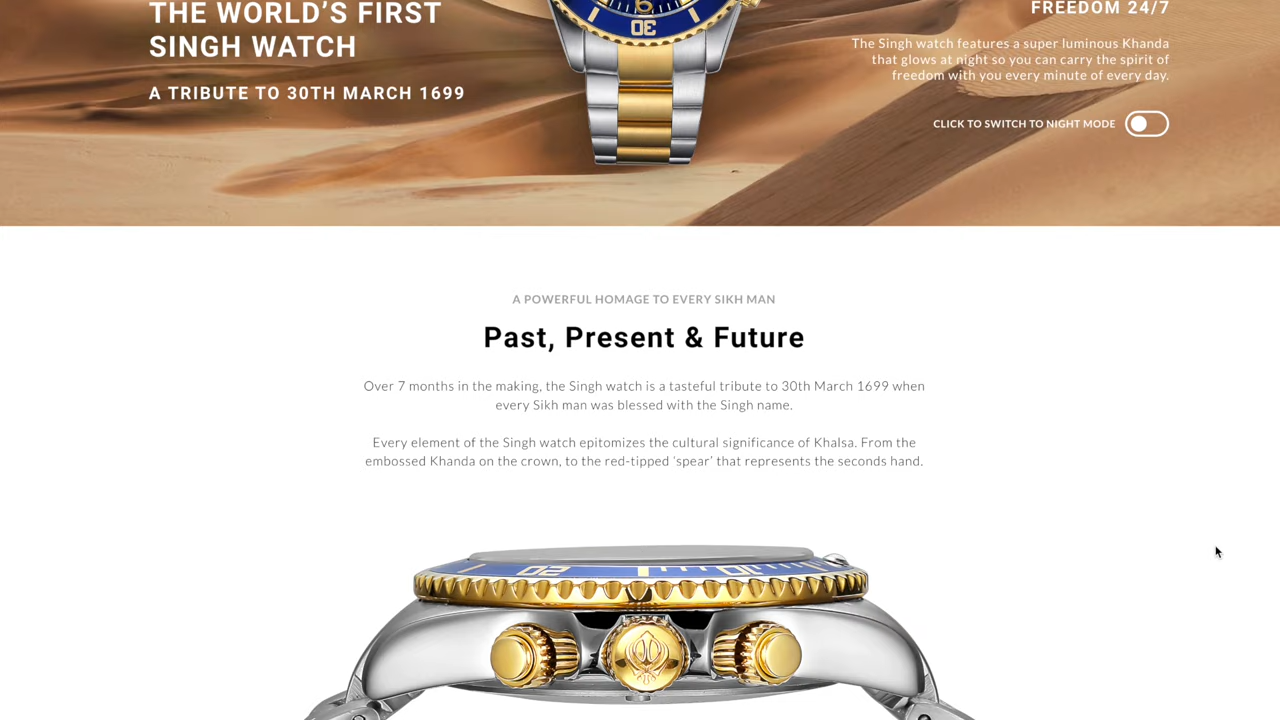 THE WORLD’S FIRST
SINGH WATCH
A TRIBUTE TO 30TH MARCH 1699
30
FREEDOM 24/7
The Singh watch features a super luminous Khanda
that glows at night so you can carry the spirit of
freedom with you every minute of every day.
CLICK TO SWITCH TO NIGHT MODE
A POWERFUL HOMAGE TO EVERY SIKH MAN
Past, Present & Future
Over 7 months in the making, the Singh watch is a tasteful tribute to 30th March 1699 when
every Sikh man was blessed with the Singh name.
Every element of the Singh watch epitomizes the cultural significance of Khalsa. From the
embossed Khanda on the crown, to the red-tipped ‘spear’ that represents the seconds hand.
20